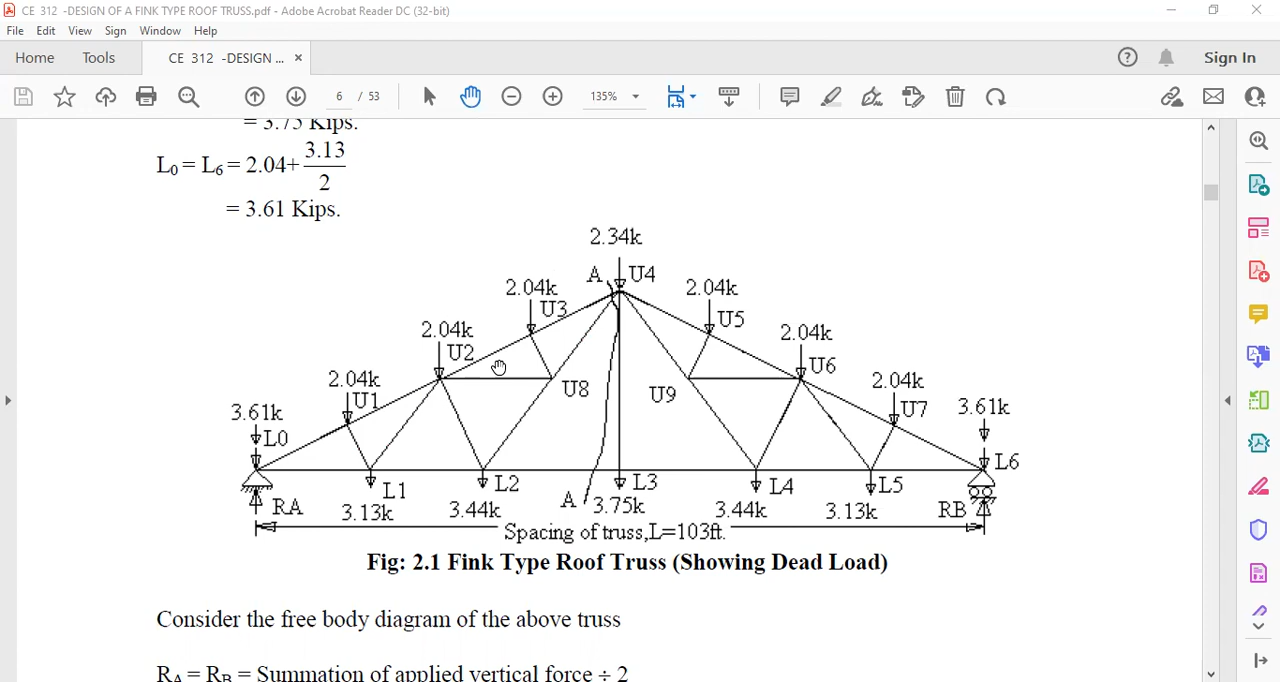 CE 312 -DESIGN OF A FINK TYPE ROOF TRUSS.pdf - Adobe Acrobat Reader DC (32-bit)
File Edit View Sign Window Help
Home Tools CE 312 -DESIGN ... × Sign In
6 / 53 135%
= 3.75 Kips.
L₀ = L₆ = 2.04+ 3.13
2
= 3.61 Kips.
2.34k
A U4
2.04k U3 2.04k U5
2.04k U2 2.04k U6
U8 U9
2.04k U1 2.04k U7
3.61k L0 3.61k L6
L1 L2 L3 L4 L5
RA 3.13k 3.44k A 3.75k 3.44k 3.13k RB
Spacing of truss,L=103ft.
Fig: 2.1 Fink Type Roof Truss (Showing Dead Load)
Consider the free body diagram of the above truss
R_A = R_B = Summation of applied vertical force ÷ 2